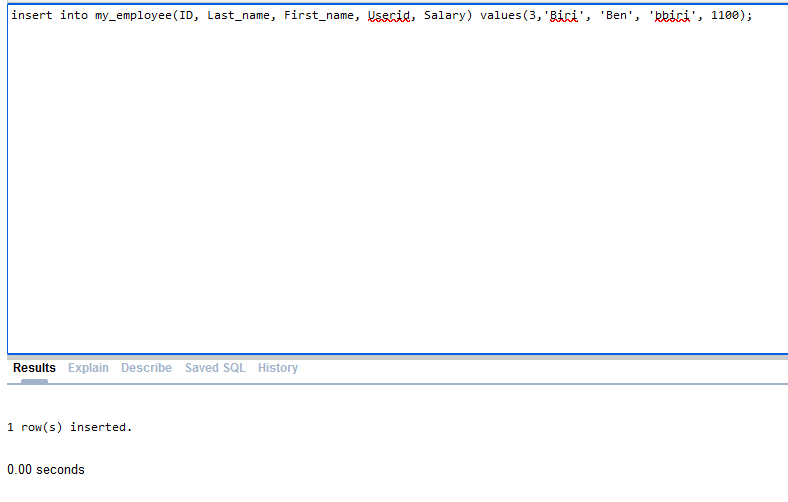 insert into my_employee(ID, Last_name, First_name, Userid, Salary) values(3,'Biri', 'Ben', 'bbiri', 1100);
Results Explain Describe Saved SQL History
1 row(s) inserted.
0.00 seconds